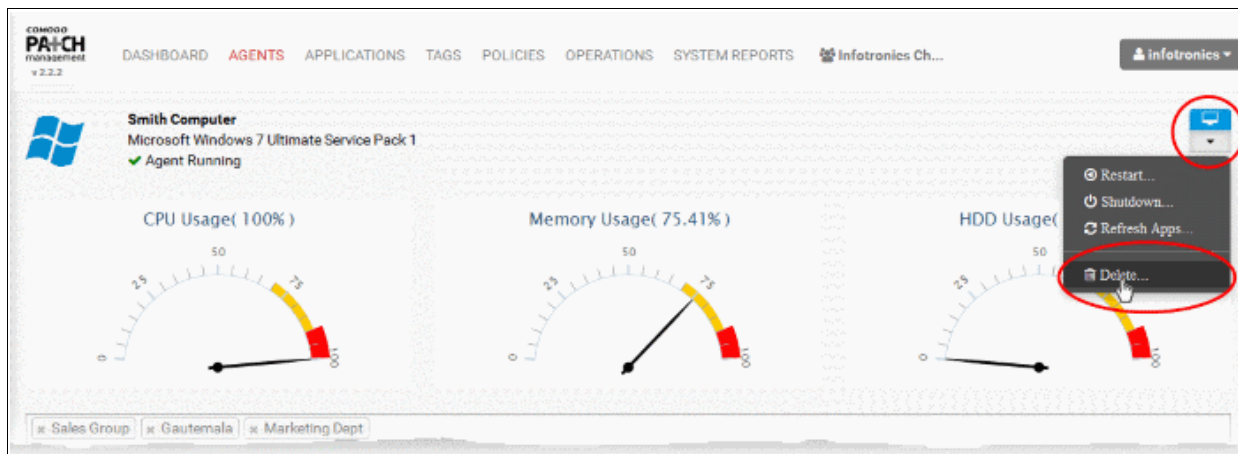 COMODO
PATCH
management
v 2.2.2
DASHBOARD AGENTS APPLICATIONS TAGS POLICIES OPERATIONS SYSTEM REPORTS Infotronics Ch...
infotronics
Smith Computer
Microsoft Windows 7 Ultimate Service Pack 1
Agent Running
Restart...
Shutdown...
Refresh Apps...
Delete...
CPU Usage( 100% )
0 25 50 75 100
Memory Usage( 75.41% )
0 25 50 75 100
HDD Usage(
0 25 50 100
Sales Group Gautemala Marketing Dept